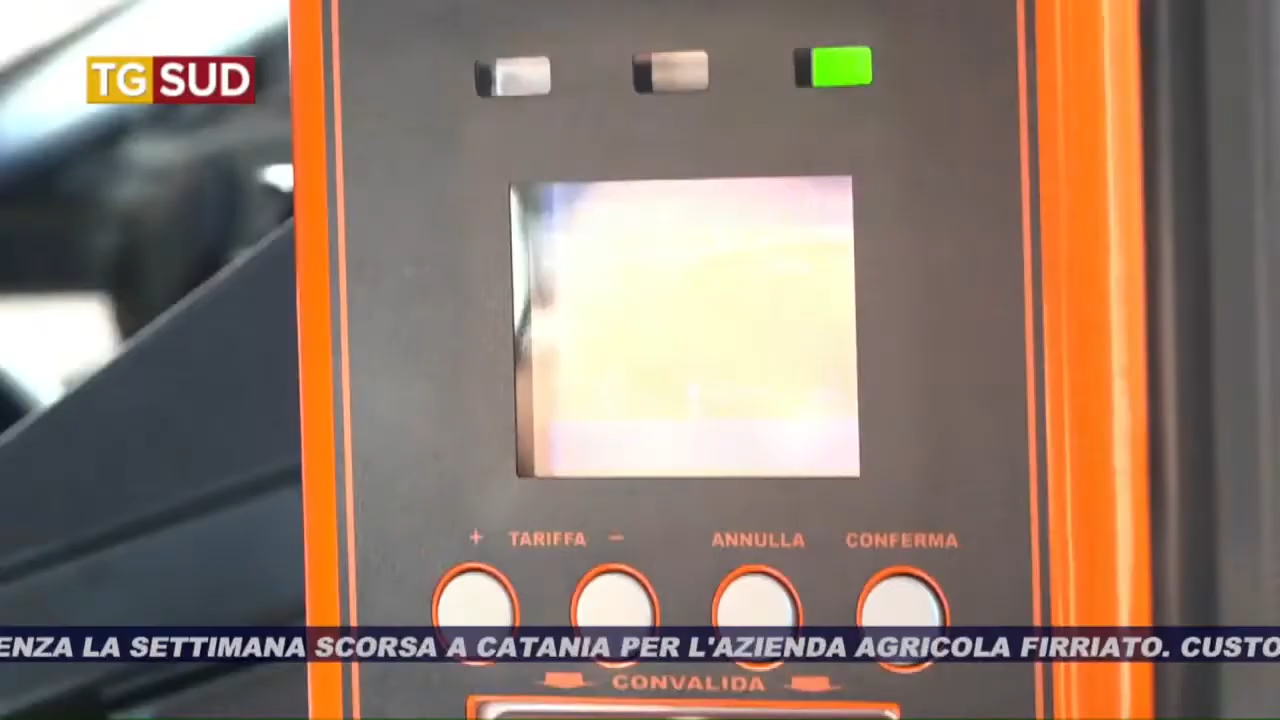 TG SUD
+ TARIFFA − ANNULLA CONFERMA
ENZA LA SETTIMANA SCORSA A CATANIA PER L'AZIENDA AGRICOLA FIRRIATO. CUSTO
CONVALIDA